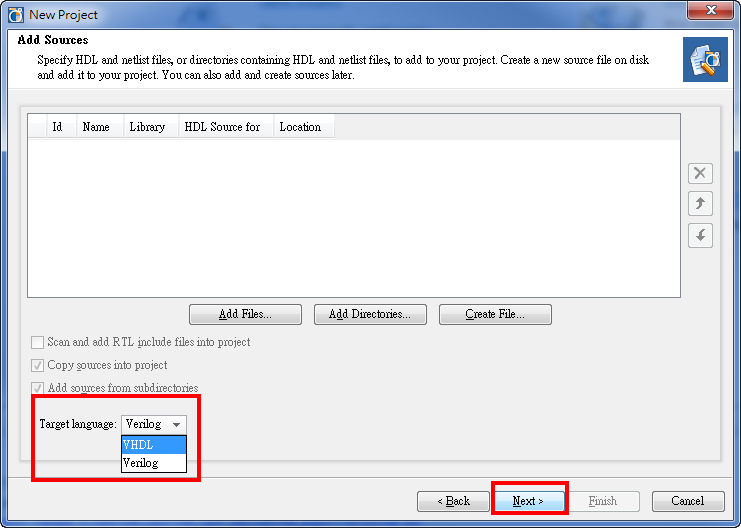 New Project
Add Sources
Specify HDL and netlist files, or directories containing HDL and netlist files, to add to your project. Create a new source file on disk
and add it to your project. You can also add and create sources later.
Id Name Library HDL Source for Location
Add Files... Add Directories... Create File...
Scan and add RTL include files into project
Copy sources into project
Add sources from subdirectories
Target language: Verilog
VHDL
Verilog
< Back Next > Finish Cancel